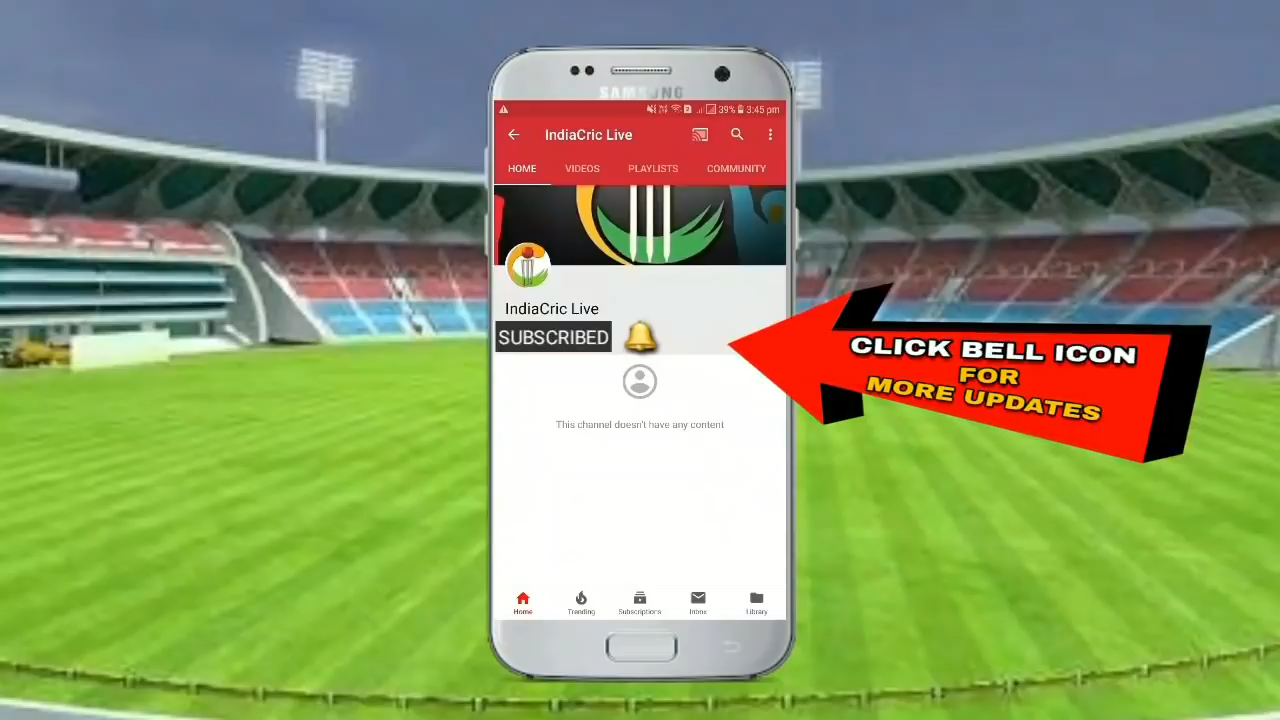 SAMSUNG
39% 3:45 pm
IndiaCric Live
HOME VIDEOS PLAYLISTS COMMUNITY
IndiaCric Live
SUBSCRIBED
This channel doesn't have any content
Home Trending Subscriptions Inbox Library
CLICK BELL ICON
FOR
MORE UPDATES